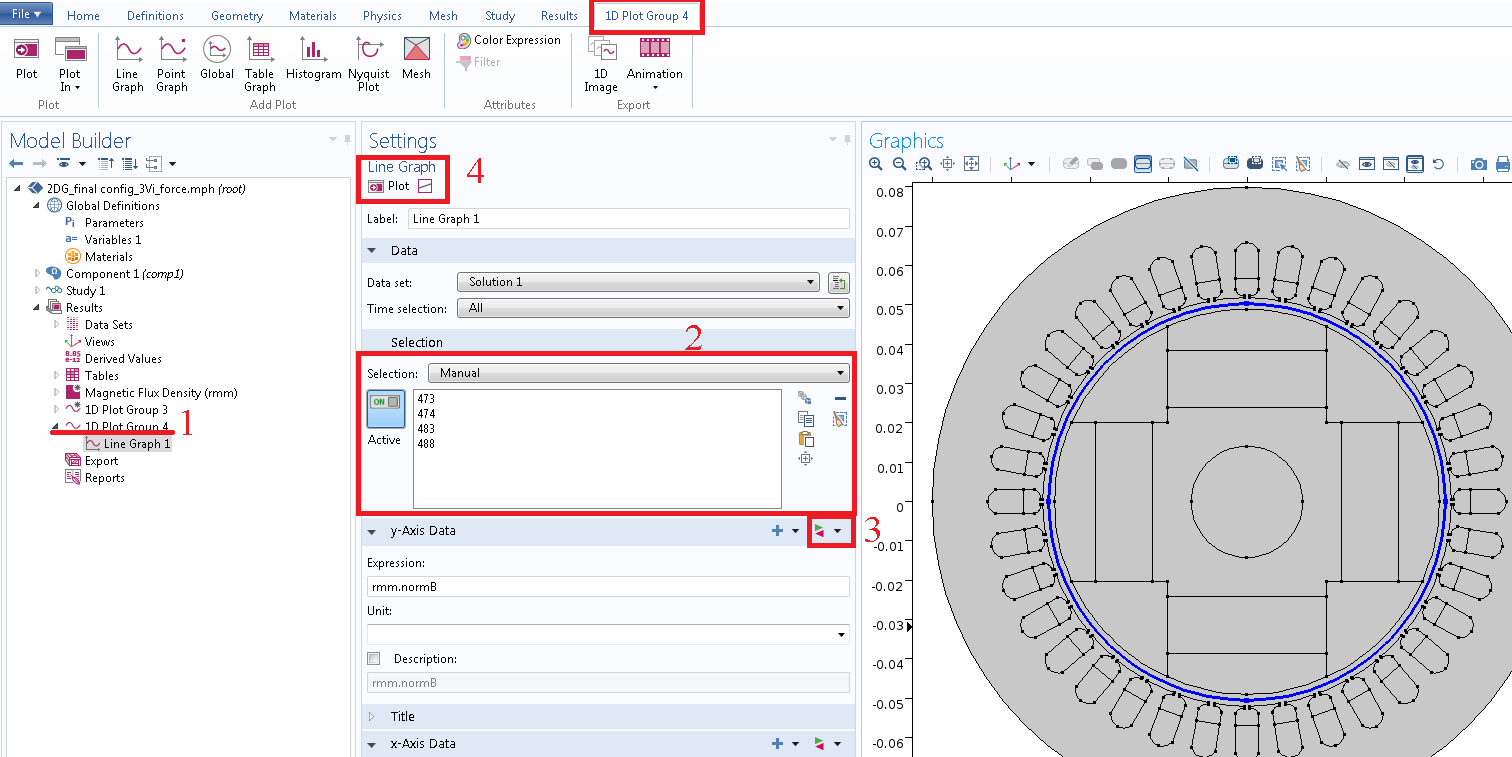 File
Home
Definitions
Geometry
Materials
Physics
Mesh
Study
Results
1D Plot Group 4
Plot
Plot
In
Line
Graph
Point
Graph
Global
Table
Graph
Histogram
Nyquist
Plot
Mesh
Color Expression
Filter
1D
Image
Animation
Plot
Add Plot
Attributes
Export
Model Builder
2DG_final config_3Vi_force.mph (root)
Global Definitions
Pi Parameters
a= Variables 1
Materials
Component 1 (comp1)
Study 1
Results
Data Sets
Views
8.85
e-12
Derived Values
Tables
Magnetic Flux Density (rmm)
1D Plot Group 3
1D Plot Group 4
1
Line Graph 1
Export
Reports
Settings
Line Graph
Plot
4
Label: Line Graph 1
Data
Data set: Solution 1
Time selection: All
2
Selection
Selection: Manual
ON
Active
473
474
483
488
y-Axis Data
3
Expression:
rmm.normB
Unit:
Description:
rmm.normB
Title
x-Axis Data
Graphics
0.08
0.07
0.06
0.05
0.04
0.03
0.02
0.01
0
-0.01
-0.02
-0.03
-0.04
-0.05
-0.06